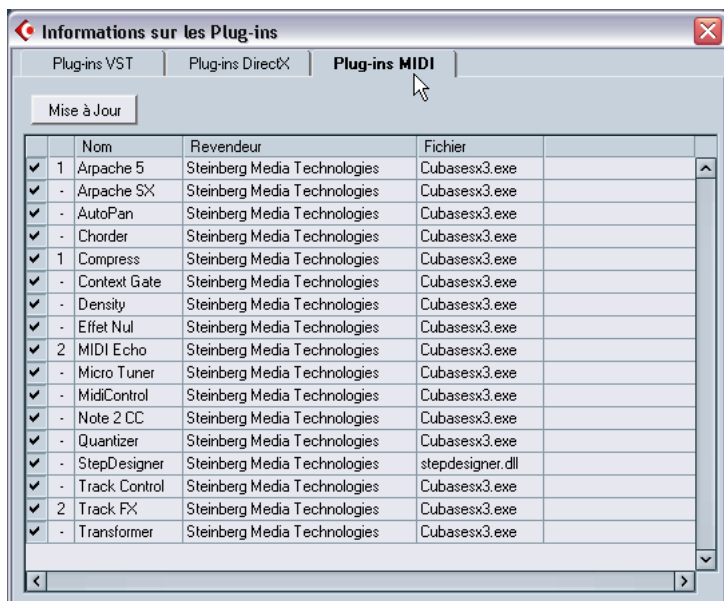 Informations sur les Plug-ins
Plug-ins VST Plug-ins DirectX Plug-ins MIDI
Mise à Jour
Nom Revendeur Fichier
1 Arpache 5 Steinberg Media Technologies Cubasesx3.exe
- Arpache SX Steinberg Media Technologies Cubasesx3.exe
- AutoPan Steinberg Media Technologies Cubasesx3.exe
- Chorder Steinberg Media Technologies Cubasesx3.exe
1 Compress Steinberg Media Technologies Cubasesx3.exe
- Context Gate Steinberg Media Technologies Cubasesx3.exe
- Density Steinberg Media Technologies Cubasesx3.exe
- Effet Nul Steinberg Media Technologies Cubasesx3.exe
2 MIDI Echo Steinberg Media Technologies Cubasesx3.exe
- Micro Tuner Steinberg Media Technologies Cubasesx3.exe
- MidiControl Steinberg Media Technologies Cubasesx3.exe
- Note 2 CC Steinberg Media Technologies Cubasesx3.exe
- Quantizer Steinberg Media Technologies Cubasesx3.exe
- StepDesigner Steinberg Media Technologies stepdesigner.dll
- Track Control Steinberg Media Technologies Cubasesx3.exe
2 Track FX Steinberg Media Technologies Cubasesx3.exe
- Transformer Steinberg Media Technologies Cubasesx3.exe